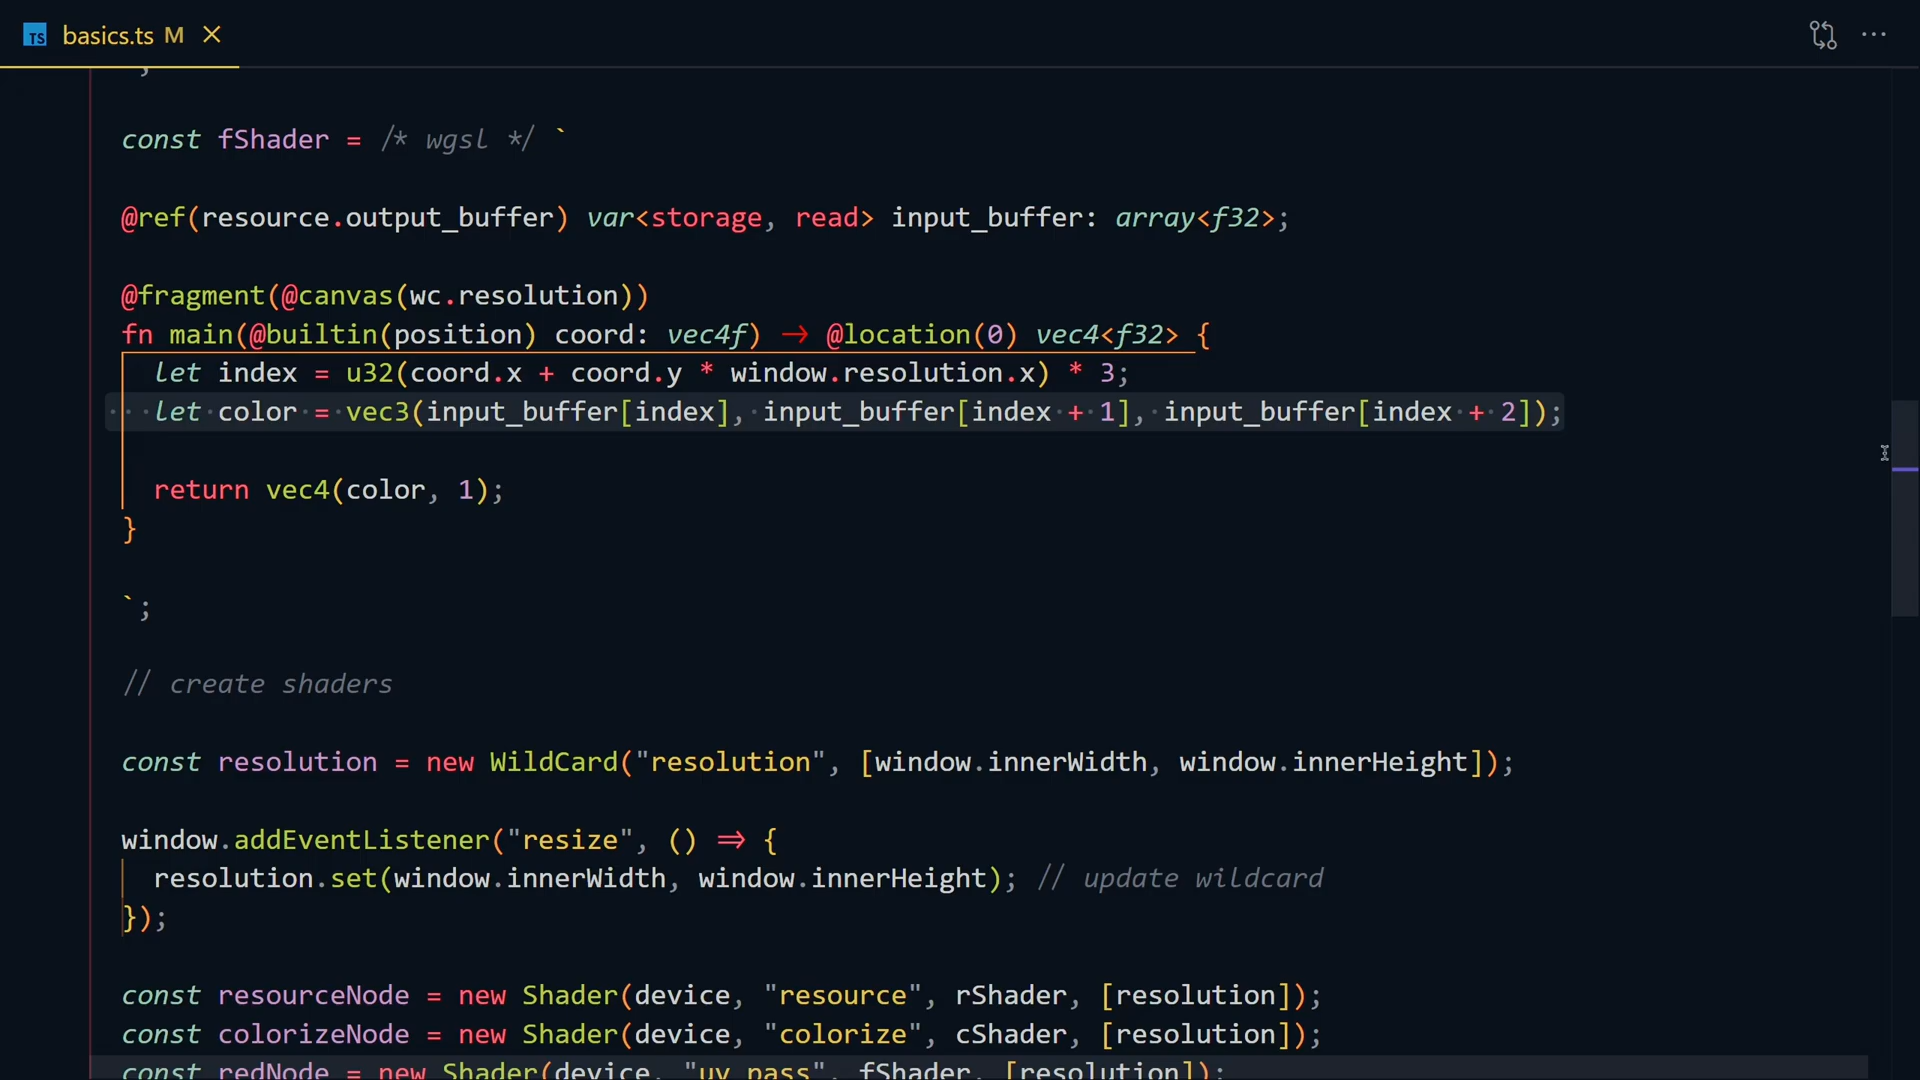 TS basics.ts M
;
const fShader = /* wgsl */ `
@ref(resource.output_buffer) var<storage, read> input_buffer: array<f32>;
@fragment(@canvas(wc.resolution))
fn main(@builtin(position) coord: vec4f) -> @location(0) vec4<f32> {
let index = u32(coord.x + coord.y * window.resolution.x) * 3;
let color = vec3(input_buffer[index], input_buffer[index + 1], input_buffer[index + 2]);
return vec4(color, 1);
}
`;
// create shaders
const resolution = new WildCard("resolution", [window.innerWidth, window.innerHeight]);
window.addEventListener("resize", () => {
resolution.set(window.innerWidth, window.innerHeight); // update wildcard
});
const resourceNode = new Shader(device, "resource", rShader, [resolution]);
const colorizeNode = new Shader(device, "colorize", cShader, [resolution]);
const redNode = new Shader(device, "uv pass", fShader, [resolution]);